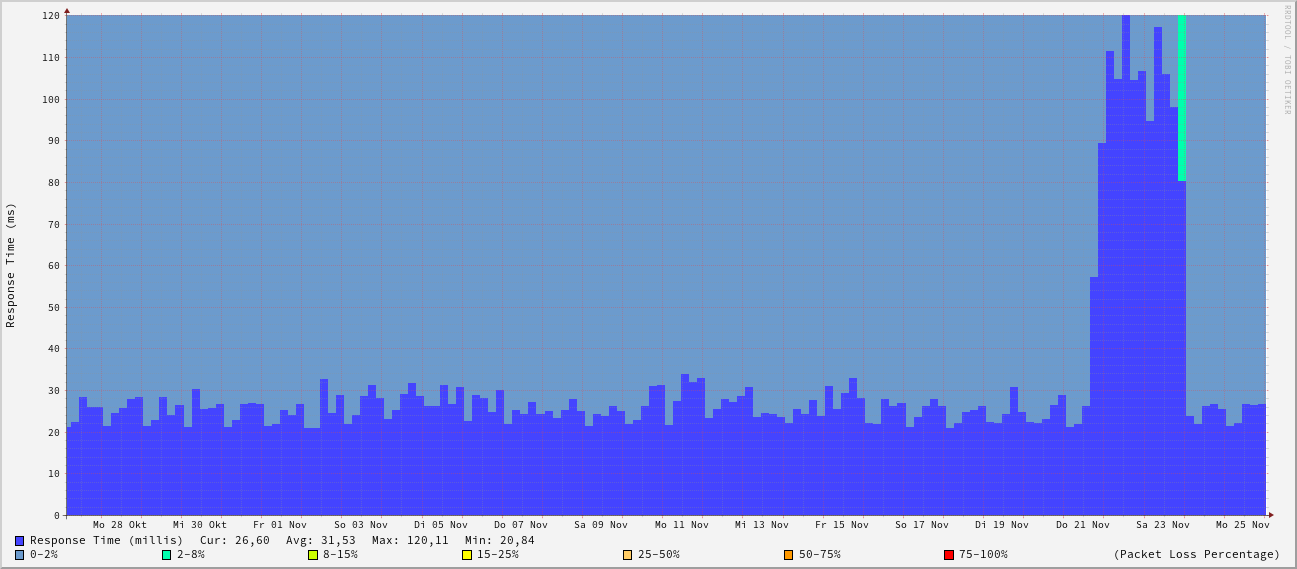 RRDTOOL / TOBI OETIKER
Response Time (ms)
120
110
100
90
80
70
60
50
40
30
20
10
0
Mo 28 Okt Mi 30 Okt Fr 01 Nov So 03 Nov Di 05 Nov Do 07 Nov Sa 09 Nov Mo 11 Nov Mi 13 Nov Fr 15 Nov So 17 Nov Di 19 Nov Do 21 Nov Sa 23 Nov Mo 25 Nov
Response Time (millis) Cur: 26,60 Avg: 31,53 Max: 120,11 Min: 20,84
0-2% 2-8% 8-15% 15-25% 25-50% 50-75% 75-100% (Packet Loss Percentage)